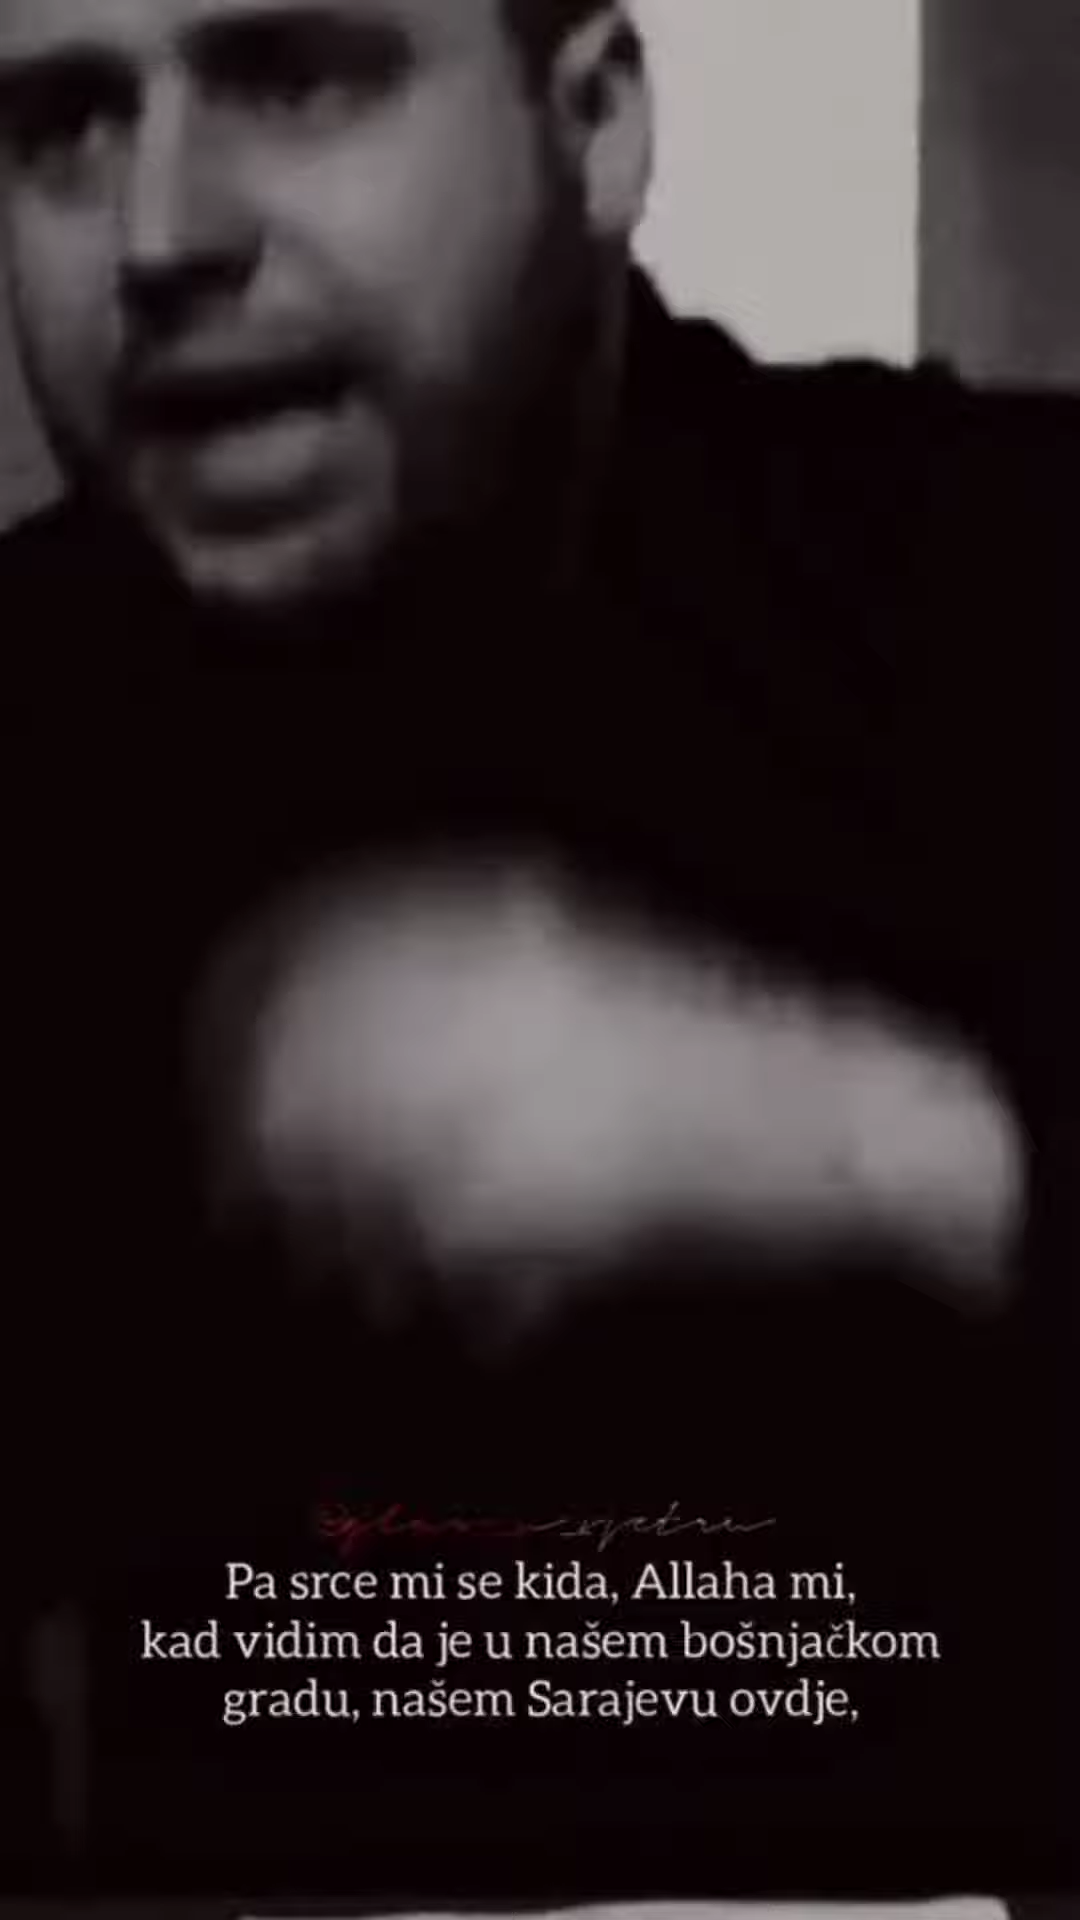 Pa srce mi se kida, Allaha mi,
kad vidim da je u našem bošnjačkom
gradu, našem Sarajevu ovdje,